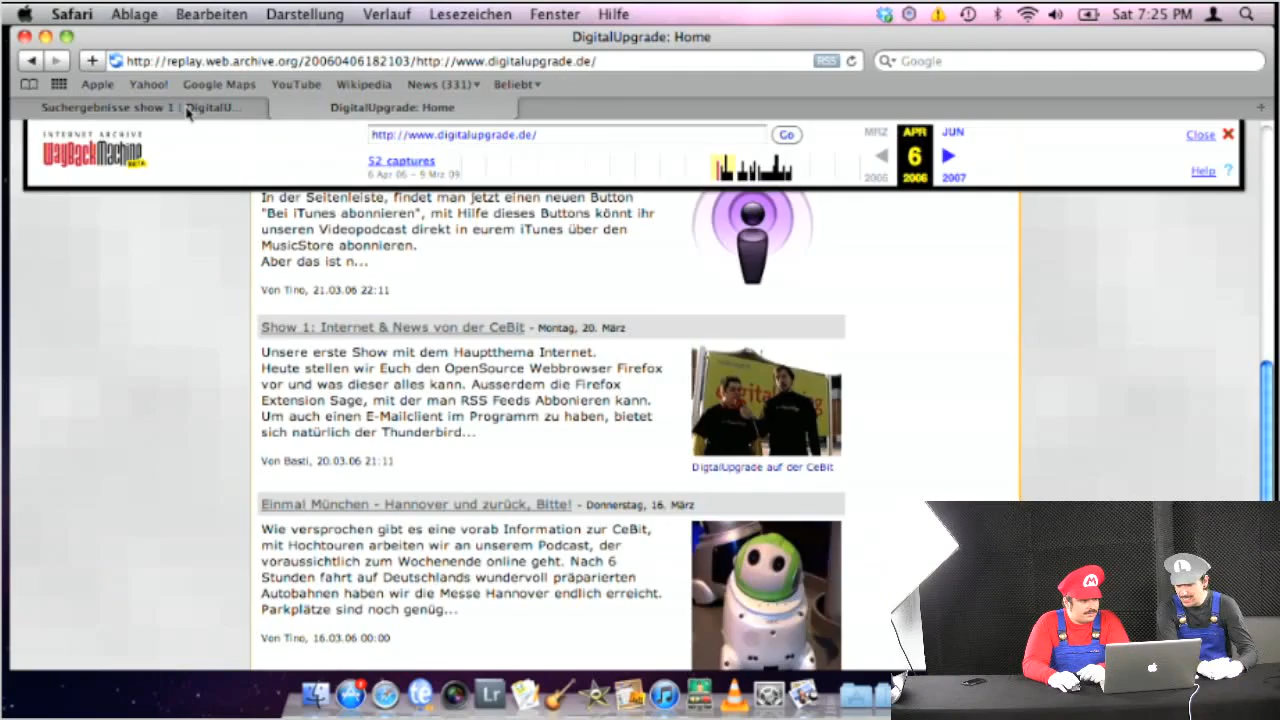 Safari Ablage Bearbeiten Darstellung Verlauf Lesezeichen Fenster Hilfe Sat 7:25 PM
DigitalUpgrade: Home
http://replay.web.archive.org/20060406182103/http://www.digitalupgrade.de/ RSS Google
Apple Yahoo! Google Maps YouTube Wikipedia News (331) Beliebt
Suchergebnisse show 1 | DigitalU... DigitalUpgrade: Home
INTERNET ARCHIVE
WayBackMachine
BETA
http://www.digitalupgrade.de/ Go
52 captures
6 Apr 06 - 9 Mrz 09
MRZ APR JUN
6
2006 2006 2007
Close
Help ?
In der Seitenleiste, findet man jetzt einen neuen Button
"Bei iTunes abonnieren", mit Hilfe dieses Buttons könnt ihr
unseren Videopodcast direkt in eurem iTunes über den
MusicStore abonnieren.
Aber das ist n...
Von Tino, 21.03.06 22:11
Show 1: Internet & News von der CeBit - Montag, 20. März
Unsere erste Show mit dem Hauptthema Internet.
Heute stellen wir Euch den OpenSource Webbrowser Firefox
vor und was dieser alles kann. Ausserdem die Firefox
Extension Sage, mit der man RSS Feeds Abbonieren kann.
Um auch einen E-Mailclient im Programm zu haben, bietet
sich natürlich der Thunderbird...
Von Basti, 20.03.06 21:11
DigtalUpgrade auf der CeBit
Einmal München - Hannover und zurück, Bitte! - Donnerstag, 16. März
Wie versprochen gibt es eine vorab Information zur CeBit,
mit Hochtouren arbeiten wir an unserem Podcast, der
voraussichtlich zum Wochenende online geht. Nach 6
Stunden fahrt auf Deutschlands wundervoll präparierten
Autobahnen haben wir die Messe Hannover endlich erreicht.
Parkplätze sind noch genüg...
Von Tino, 16.03.06 00:00
te
Lr
M
L